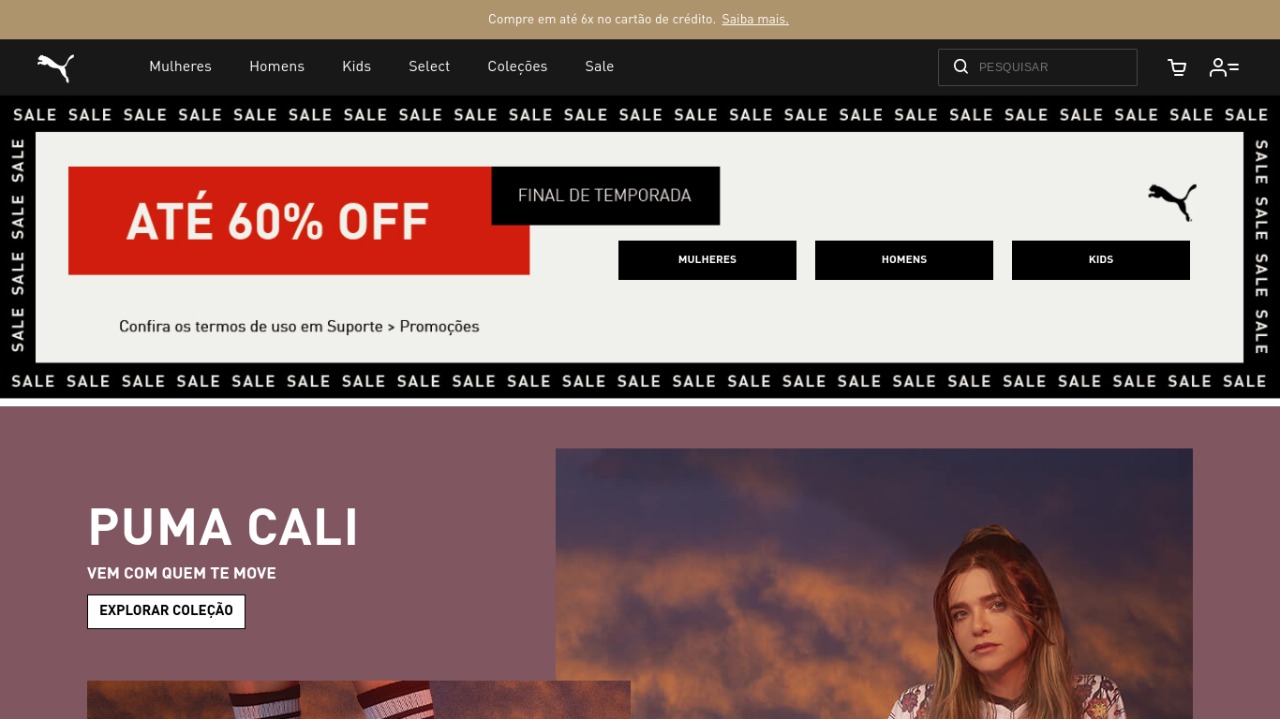 Compre em até 6x no cartão de crédito. Saiba mais.
Mulheres Homens Kids Select Coleções Sale PESQUISAR
SALE SALE SALE SALE SALE SALE SALE SALE SALE SALE SALE SALE SALE SALE SALE SALE SALE SALE SALE SALE SALE SALE SALE
SALE SALE SALE SALE
ATÉ 60% OFF
FINAL DE TEMPORADA
MULHERES HOMENS KIDS
Confira os termos de uso em Suporte > Promoções
SALE SALE SALE SALE
SALE SALE SALE SALE SALE SALE SALE SALE SALE SALE SALE SALE SALE SALE SALE SALE SALE SALE SALE SALE SALE SALE SALE
PUMA CALI
VEM COM QUEM TE MOVE
EXPLORAR COLEÇÃO